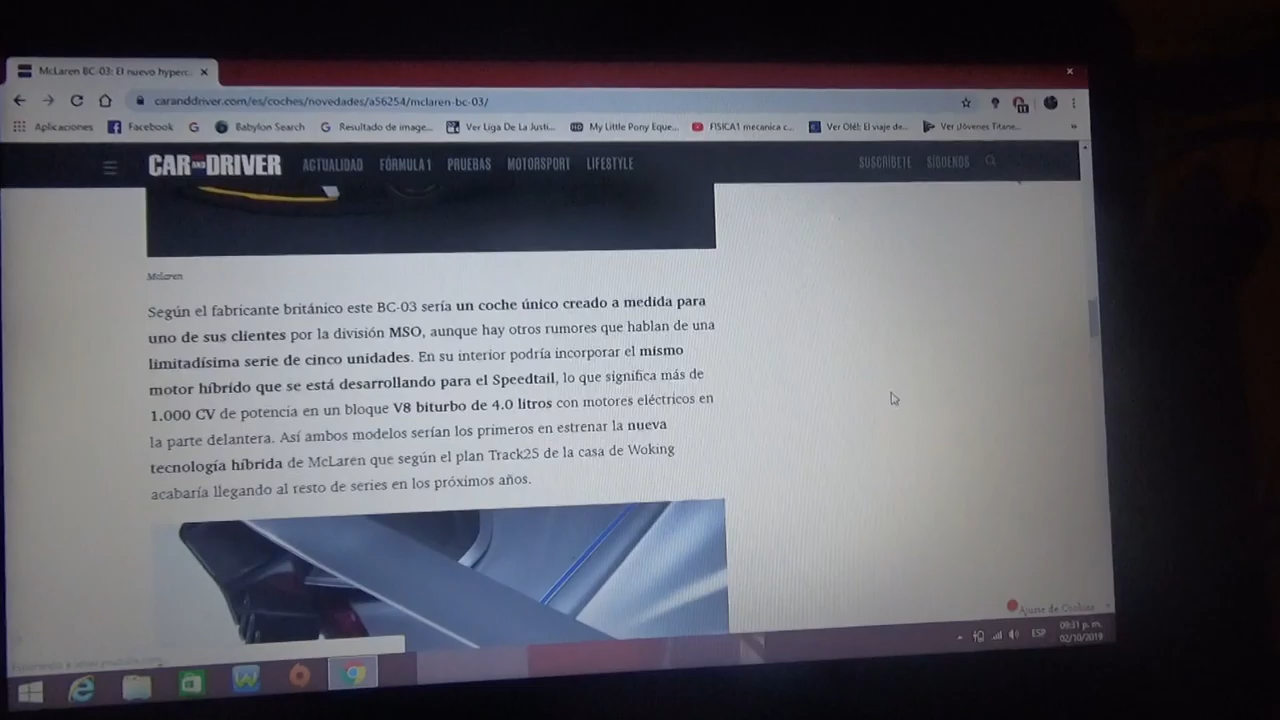 McLaren BC-03: El nuevo hyperc
caranddriver.com/es/coches/novedades/a56254/mclaren-bc-03/
Aplicaciones Facebook Babylon Search Resultado de image... Ver Liga De La Justi... My Little Pony Eque... FISICA1 mecanica c... Ver Olé!: El viaje de... Ver Jóvenes Titane... »
CAR AND DRIVER ACTUALIDAD FÓRMULA 1 PRUEBAS MOTORSPORT LIFESTYLE SUSCRÍBETE SÍGUENOS
McLaren
Según el fabricante británico este BC-03 sería un coche único creado a medida para
uno de sus clientes por la división MSO, aunque hay otros rumores que hablan de una
limitadísima serie de cinco unidades. En su interior podría incorporar el mismo
motor híbrido que se está desarrollando para el Speedtail, lo que significa más de
1.000 CV de potencia en un bloque V8 biturbo de 4.0 litros con motores eléctricos en
la parte delantera. Así ambos modelos serían los primeros en estrenar la nueva
tecnología híbrida de McLaren que según el plan Track25 de la casa de Woking
acabaría llegando al resto de series en los próximos años.
Ajuste de Cookies
ESP 09:31 p. m.
02/10/2019